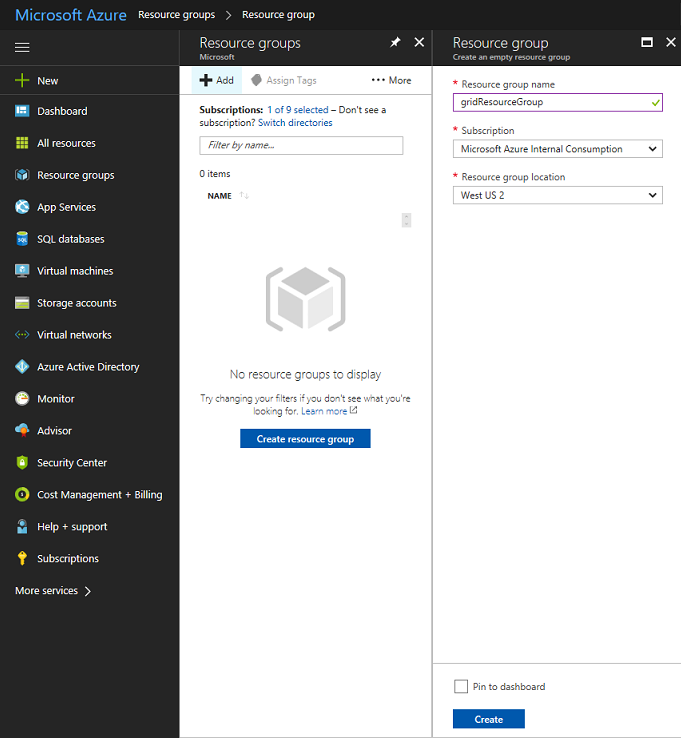 Microsoft Azure Resource groups > Resource group
New
Dashboard
All resources
Resource groups
App Services
SQL databases
SQL
Virtual machines
Storage accounts
Virtual networks
Azure Active Directory
Monitor
Advisor
Security Center
Cost Management + Billing
Help + support
Subscriptions
More services >
Resource groups
Microsoft
Add Assign Tags ••• More
Subscriptions: 1 of 9 selected – Don't see a
subscription? Switch directories
Filter by name...
0 items
NAME ↑↓
No resource groups to display
Try changing your filters if you don't see what you're
looking for. Learn more
Create resource group
Resource group
Create an empty resource group
* Resource group name
gridResourceGroup
* Subscription
Microsoft Azure Internal Consumption
* Resource group location
West US 2
Pin to dashboard
Create